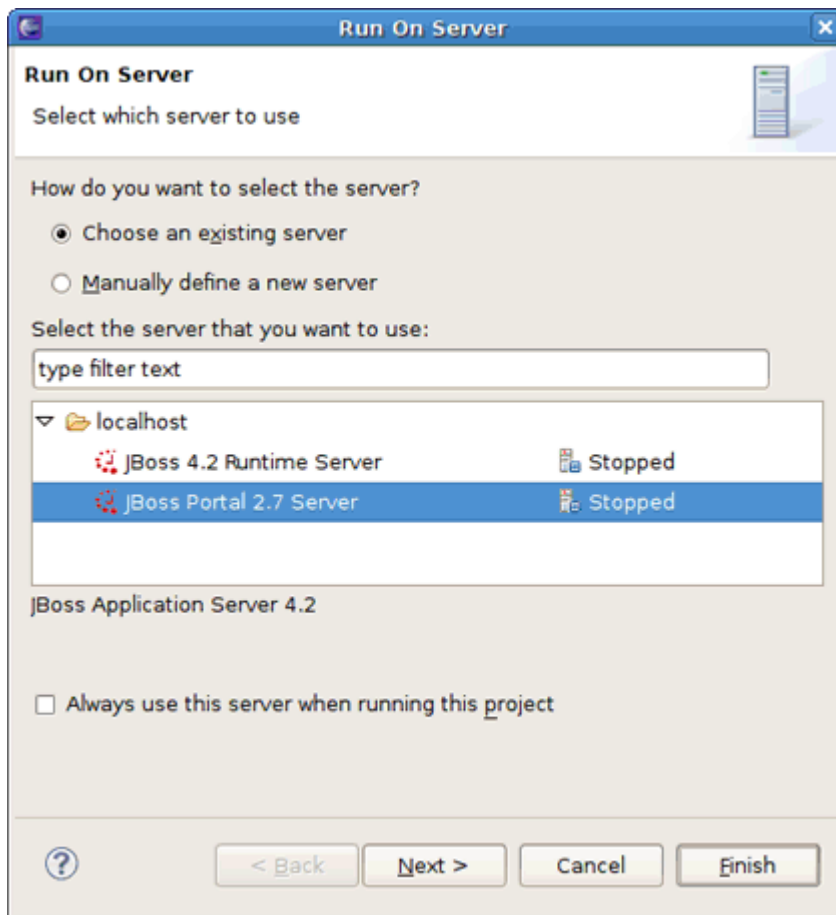 Run On Server
Run On Server
Select which server to use
How do you want to select the server?
Choose an existing server
Manually define a new server
Select the server that you want to use:
type filter text
localhost
JBoss 4.2 Runtime Server Stopped
JBoss Portal 2.7 Server Stopped
JBoss Application Server 4.2
Always use this server when running this project
< Back Next > Cancel Finish